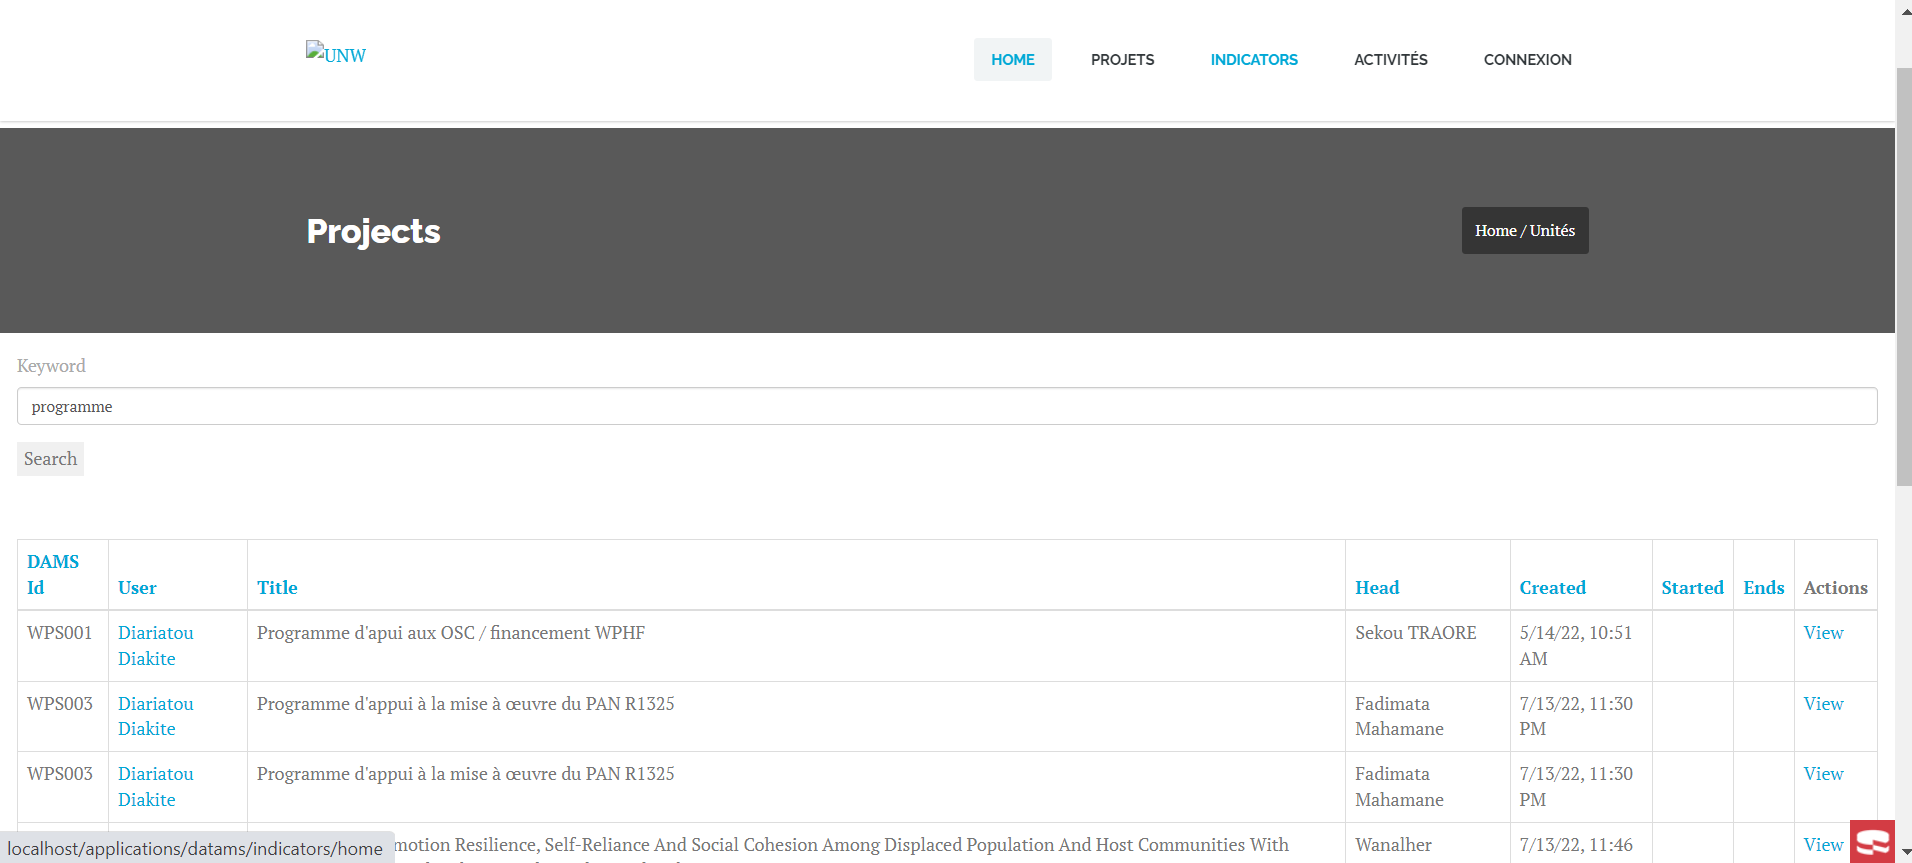 UNW
HOME PROJETS INDICATORS ACTIVITÉS CONNEXION
Projects
Home / Unités
Keyword
programme
Search
DAMS Id User Title Head Created Started Ends Actions
WPS001 Diariatou Diakite Programme d'apui aux OSC / financement WPHF Sekou TRAORE 5/14/22, 10:51 AM View
WPS003 Diariatou Diakite Programme d'appui à la mise à œuvre du PAN R1325 Fadimata Mahamane 7/13/22, 11:30 PM View
WPS003 Diariatou Diakite Programme d'appui à la mise à œuvre du PAN R1325 Fadimata Mahamane 7/13/22, 11:30 PM View
motion Resilience, Self-Reliance And Social Cohesion Among Displaced Population And Host Communities With Wanalher 7/13/22, 11:46 View
localhost/applications/datams/indicators/home